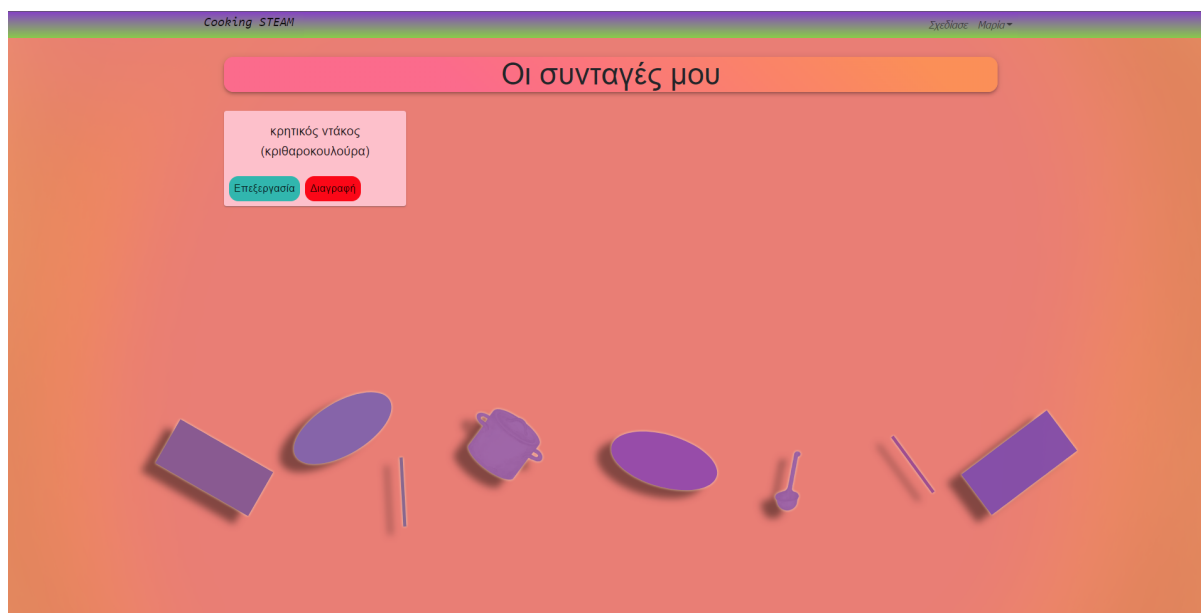 Cooking STEAM
Σχεδίασε Μαρία
Οι συνταγές μου
κρητικός ντάκος
(κριθαροκουλούρα)
Επεξεργασία Διαγραφή